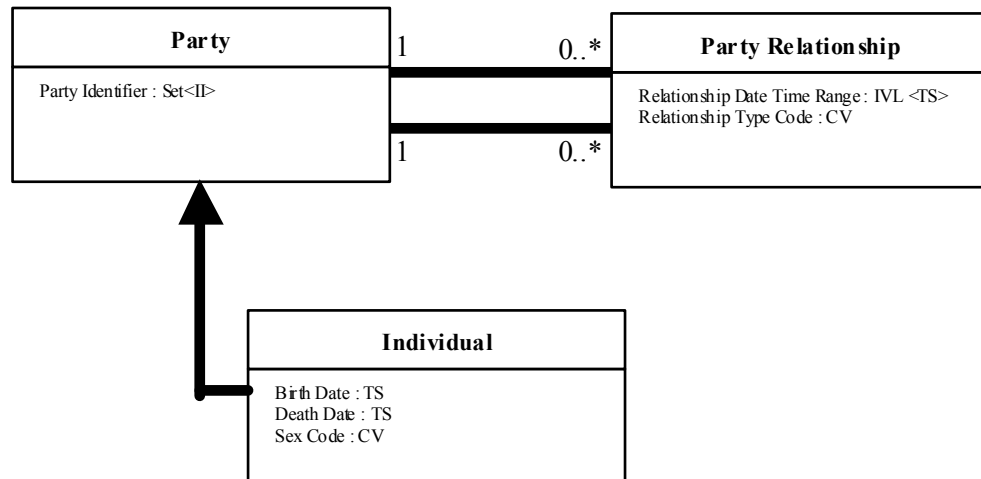 Party
1
0..*
Party Relationship
Party Identifier : Set<II>
Relationship Date Time Range : IVL <TS>
Relationship Type Code : CV
1
0..*
Individual
Birth Date : TS
Death Date : TS
Sex Code : CV